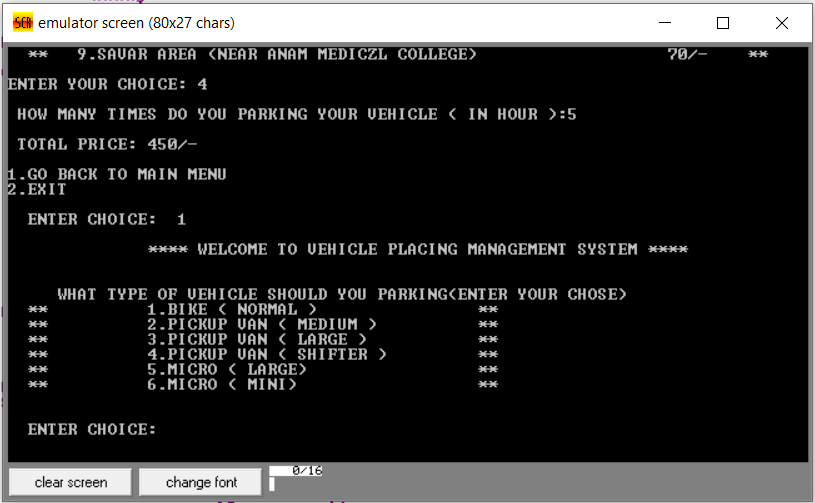 emulator screen (80x27 chars)
** 9.SAVAR AREA (NEAR ANAM MEDICZL COLLEGE) 70/- **
ENTER YOUR CHOICE: 4
HOW MANY TIMES DO YOU PARKING YOUR VEHICLE ( IN HOUR ):5
TOTAL PRICE: 450/-
1.GO BACK TO MAIN MENU
2.EXIT
ENTER CHOICE: 1
**** WELCOME TO VEHICLE PLACING MANAGEMENT SYSTEM ****
WHAT TYPE OF VEHICLE SHOULD YOU PARKING(ENTER YOUR CHOSE)
** 1.BIKE ( NORMAL ) **
** 2.PICKUP VAN ( MEDIUM ) **
** 3.PICKUP VAN ( LARGE ) **
** 4.PICKUP VAN ( SHIFTER ) **
** 5.MICRO ( LARGE) **
** 6.MICRO ( MINI) **
ENTER CHOICE:
clear screen change font 0/16